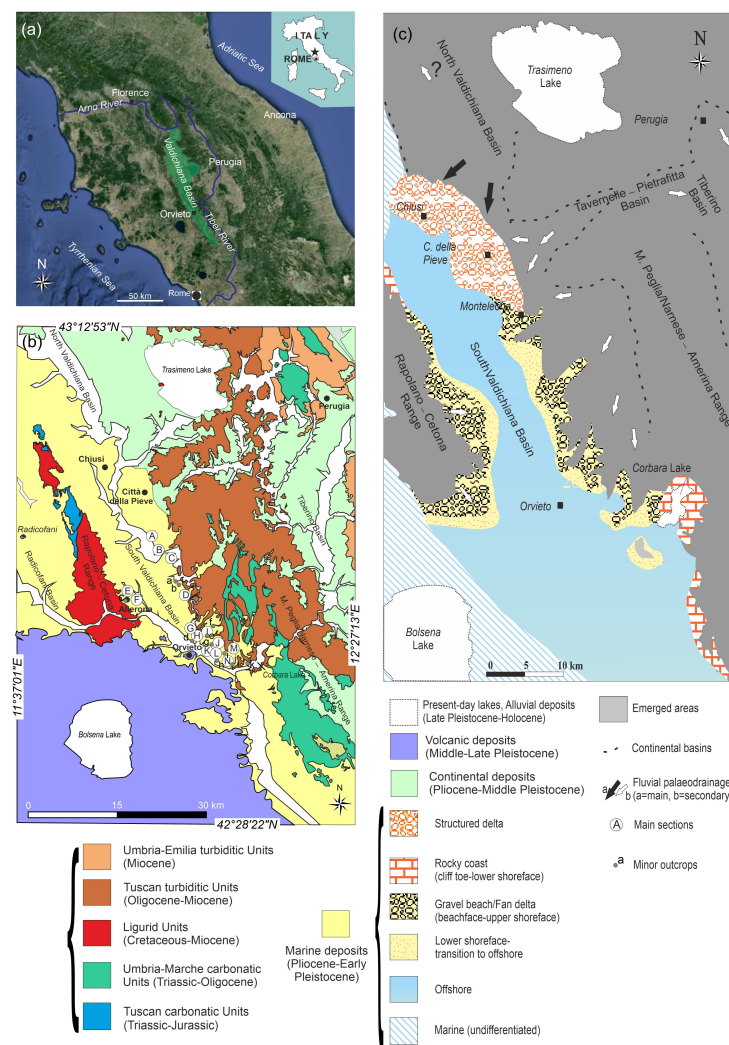 (a)
ITALY
ROME
Adriatic Sea
Florence
Arno River
Ancona
Valdichiana Basin
Perugia
Orvieto
Tiber River
Tyrrhenian Sea
N
50 km
Rome
(b)
43°12'53"N
North Valdichiana Basin
Trasimeno Lake
Perugia
Chiusi
Città
della Pieve
Tiberino Basin
Radicofani
Radicofani Basin
Rapolano - Cetona
Range
South Valdichiana Basin
A
B
C
a
b
D
E
F
Allerona
G
H
J
K
L
M
N
Orvieto
M. Peglia/Narnese
Amerina Range
Corbara Lake
12°27'13"E
11°37'01"E
Bolsena Lake
N
0 15 30 km
42°28'22"N
Umbria-Emilia turbiditic Units
(Miocene)
Tuscan turbiditic Units
(Oligocene-Miocene)
Ligurid Units
(Cretaceous-Miocene)
Umbria-Marche carbonatic
Units (Triassic-Oligocene)
Tuscan carbonatic Units
(Triassic-Jurassic)
Marine deposits
(Pliocene-Early
Pleistocene)
(c)
North Valdichiana Basin
?
Trasimeno
Lake
N
Perugia
Tavernelle - Pietrafitta
Basin
Tiberino
Basin
Chiusi
C. della
Pieve
Monteleone
M. Peglia/Narnese - Amerina Range
Rapolano - Cetona
Range
South Valdichiana Basin
Corbara Lake
Orvieto
Bolsena
Lake
0 5 10 km
Present-day lakes, Alluvial deposits
(Late Pleistocene-Holocene)
Volcanic deposits
(Middle-Late Pleistocene)
Continental deposits
(Pliocene-Middle Pleistocene)
Structured delta
Rocky coast
(cliff toe-lower shoreface)
Gravel beach/Fan delta
(beachface-upper shoreface)
Lower shoreface-
transition to offshore
Offshore
Marine (undifferentiated)
Emerged areas
Continental basins
a
b
Fluvial palaeodrainage
(a=main, b=secondary)
A
Main sections
a
Minor outcrops